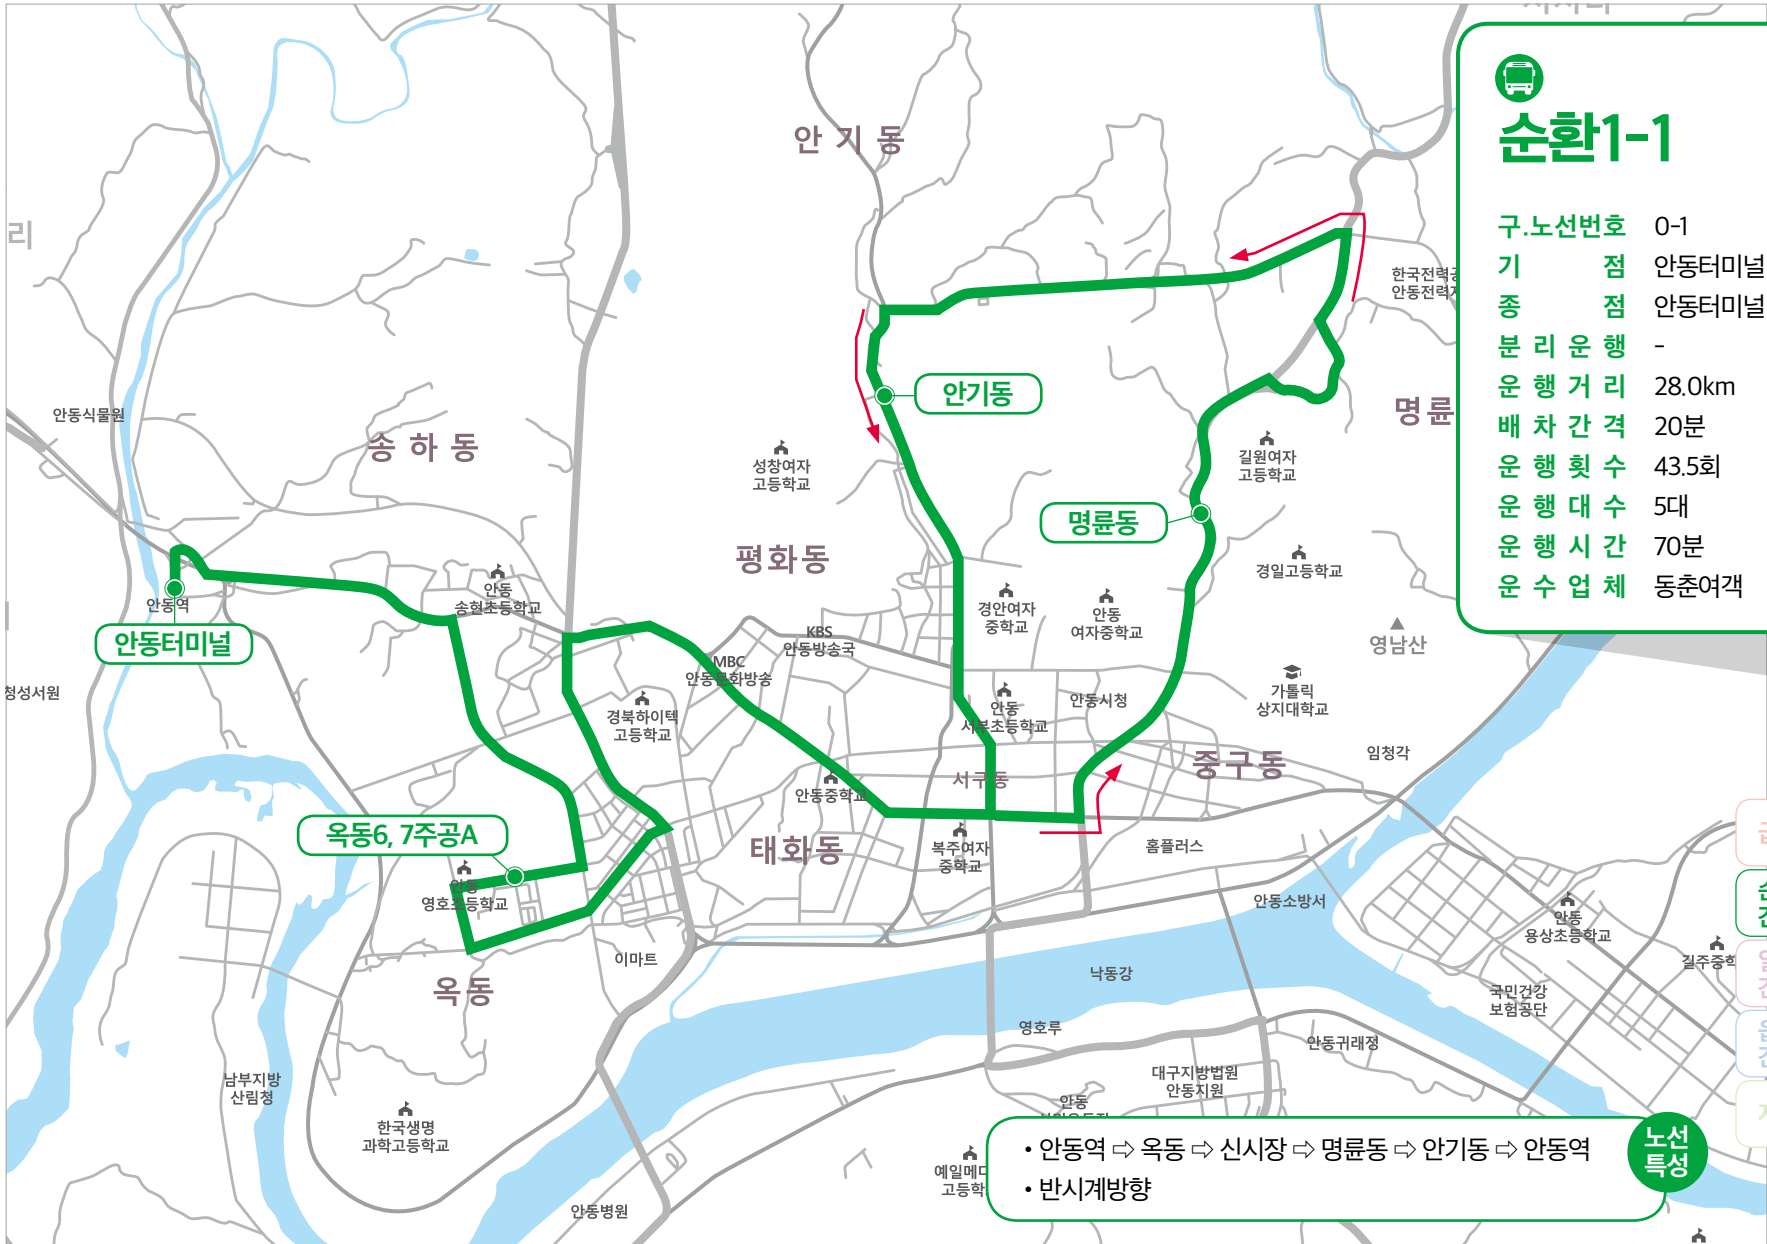 순환1-1
구.노선번호 0-1
기 점 안동터미널
종 점 안동터미널
분리운행 -
운행거리 28.0km
배차간격 20분
운행횟수 43.5회
운행대수 5대
운행시간 70분
운수업체 동춘여객
안기동
리
한국전력
안동전력
안기동
명륜
안동식물원
송하동
성창여자
고등학교
길원여자
고등학교
명륜동
평화동
경일고등학교
안동
송현초등학교
안동역
안동터미널
경안여자
중학교
안동
여자중학교
영남산
KBS
안동방송국
MBC
안동문화방송
청성서원
경북하이텍
고등학교
안동
서부초등학교
안동시청
가톨릭
상지대학교
임청각
중구동
서구동
안동중학교
옥동6, 7주공A
태화동
복주여자
중학교
홈플러스
안동
영호초등학교
안동소방서
안동
용상초등학교
이마트
길주중학
낙동강
옥동
국민건강
보험공단
영호루
안동귀래정
남부지방
산림청
대구지방법원
안동지원
안동
한국생명
과학고등학교
예일메디
고등학
안동병원
• 안동역 ⇨ 옥동 ⇨ 신시장 ⇨ 명륜동 ⇨ 안기동 ⇨ 안동역
• 반시계방향
노선
특성